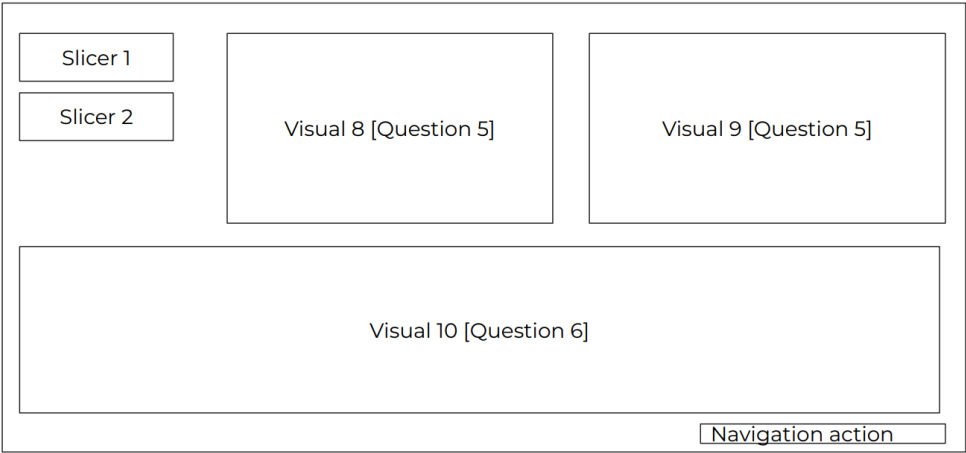 Slicer 1
Slicer 2
Visual 8 [Question 5]
Visual 9 [Question 5]
Visual 10 [Question 6]
Navigation action